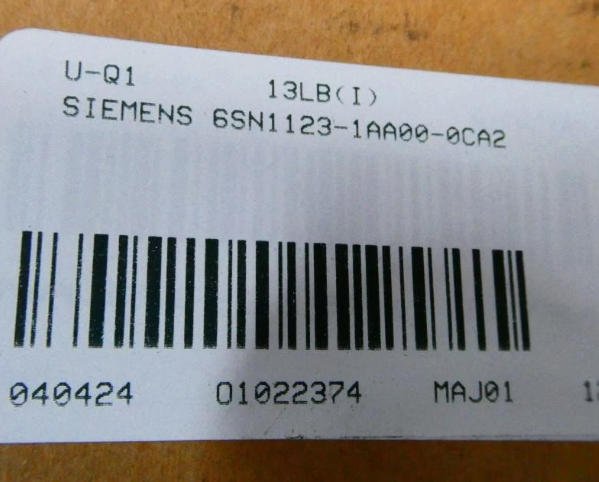 U-Q1 13LB(I)
SIEMENS 6SN1123-1AA00-0CA2
040424 01022374 MAJ01